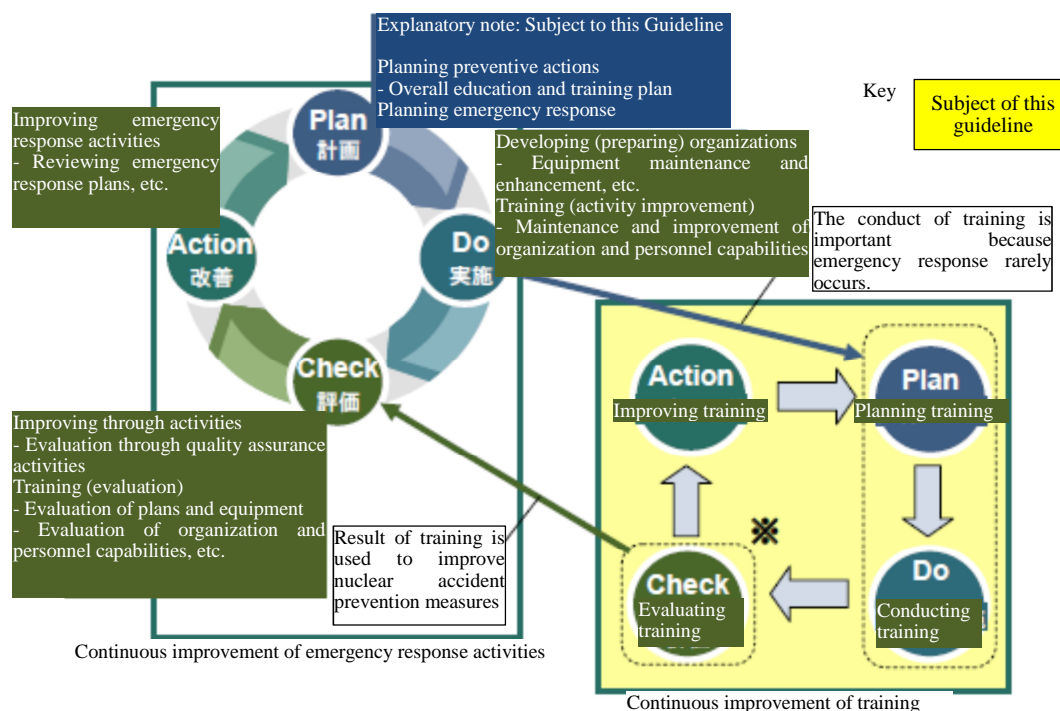 Explanatory note: Subject to this Guideline
Planning preventive actions
- Overall education and training plan
Planning emergency response
Key
Subject of this
guideline
Plan
計画
Improving emergency
response activities
- Reviewing emergency
response plans, etc.
Developing (preparing) organizations
- Equipment maintenance and
enhancement, etc.
Training (activity improvement)
- Maintenance and improvement of
organization and personnel capabilities
Action
改善
Do
実施
The conduct of training is
important because
emergency response rarely
occurs.
Check
評価
Improving through activities
- Evaluation through quality assurance
activities
Training (evaluation)
- Evaluation of plans and equipment
- Evaluation of organization and
personnel capabilities, etc.
Result of training is
used to improve
nuclear accident
prevention measures
Continuous improvement of emergency response activities
Action
Improving training
Plan
Planning training
※
Check
Evaluating
training
Do
Conducting
training
Continuous improvement of training